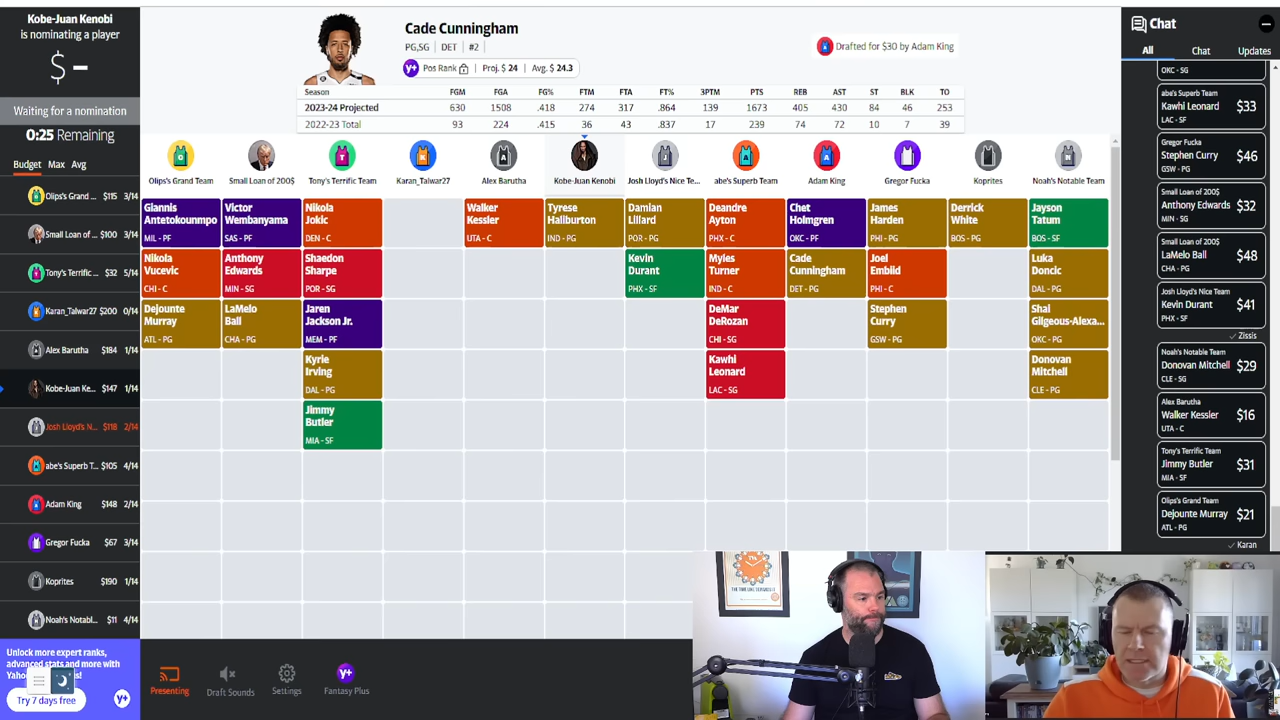 Kobe-Juan Kenobi
is nominating a player
$ –
Waiting for a nomination
0:25 Remaining
Budget Max Avg
Olips's Grand ... $115 3/14
Small Loan of ... $100 3/14
Tony's Terrific ... $32 5/14
Karan_Talwar27 $200 0/14
Alex Barutha $184 1/14
Kobe-Juan Ke... $147 1/14
Josh Lloyd's N... $118 2/14
abe's Superb T... $105 4/14
Adam King $148 2/14
Gregor Fucka $67 3/14
Koprites $190 1/14
Noah's Notabl... $11 4/14
Unlock more expert ranks,
advanced stats and more with
Try 7 days free y+
Cade Cunningham
PG,SG DET #2
y+ Pos Rank Proj. $ 24 Avg. $ 24.3
Drafted for $30 by Adam King
Season FGM FGA FG% FTM FTA FT% 3PTM PTS REB AST ST BLK TO
2023-24 Projected 630 1508 .418 274 317 .864 139 1673 405 430 84 46 253
2022-23 Total 93 224 .415 36 43 .837 17 239 74 72 10 7 39
Olips's Grand Team Small Loan of 200$ Tony's Terrific Team Karan_Talwar27 Alex Barutha Kobe-Juan Kenobi Josh Lloyd's Nice Te... abe's Superb Team Adam King Gregor Fucka Koprites Noah's Notable Team
Giannis Victor Nikola Walker Tyrese Damian Deandre Chet James Derrick Jayson
Antetokounmpo Wembanyama Jokic Kessler Haliburton Lillard Ayton Holmgren Harden White Tatum
MIL - PF SAS - PF DEN - C UTA - C IND - PG POR - PG PHX - C OKC - PF PHI - PG BOS - PG BOS - SF
Nikola Anthony Shaedon Kevin Myles Cade Joel Luka
Vucevic Edwards Sharpe Durant Turner Cunningham Embiid Doncic
CHI - C MIN - SG POR - SG PHX - SF IND - C DET - PG PHI - C DAL - PG
Dejounte LaMelo Jaren DeMar Stephen Shai
Murray Ball Jackson Jr. DeRozan Curry Gilgeous-Alexa...
ATL - PG CHA - PG MEM - PF CHI - SG GSW - PG OKC - PG
Kyrie Kawhi Donovan
Irving Leonard Mitchell
DAL - PG LAC - SG CLE - PG
Jimmy
Butler
MIA - SF
Presenting Draft Sounds Settings Fantasy Plus
Chat
All Chat Updates
OKC - SG
abe's Superb Team
Kawhi Leonard $33
LAC - SF
Gregor Fucka
Stephen Curry $46
GSW - PG
Small Loan of 200$
Anthony Edwards $32
MIN - SG
Small Loan of 200$
LaMelo Ball $48
CHA - PG
Josh Lloyd's Nice Team
Kevin Durant $41
PHX - SF
Zissis
Noah's Notable Team
Donovan Mitchell $29
CLE - SG
Alex Barutha
Walker Kessler $16
UTA - C
Tony's Terrific Team
Jimmy Butler $31
MIA - SF
Olips's Grand Team
Dejounte Murray $21
ATL - PG
Karan